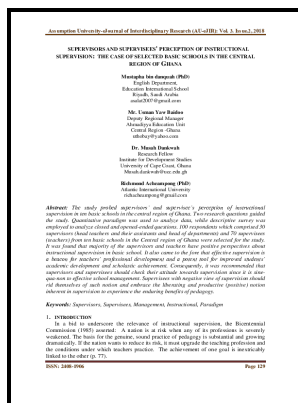 Assumption University-eJournal of Interdisciplinary Research (AU-eJIR): Vol. 3. Issue.2., 2018
SUPERVISORS AND SUPERVISEES' PERCEPTION OF INSTRUCTIONAL
SUPERVISION: THE CASE OF SELECTED BASIC SCHOOLS IN THE CENTRAL
REGION OF GHANA
Mustapha bin danquah (PhD)
English Department,
Education International School
Riyadh, Saudi Arabia
Mr. Usman Yaw Baidoo
Deputy Regional Manager
Ahmadiyya Education Unit
Central Region -Ghana
Dr. Musah Dankwah
Research Fellow
Institute for Development Studies
University of Cape Coast, Ghana
Richmond Acheampong (PhD)
Atlantic International University
Abstract: The study probed supervisors' and supervisee's perception of instructional
supervision in ten basic schools in the central region of Ghana. Two research questions guided
the study. Quantitative paradigm was used to analyze data, while descriptive survey was
employed to analyze closed and opened-ended questions. 100 respondents which comprised 30
supervisors (head teachers and their assistants and head of departments) and 70 supervisees
(teachers) from ten basic schools in the Central Region of Ghana were selected for the study.
It was found that majority of the supervisors and teachers have positive perspectives about
instructional supervision in basic school. It also came to the fore that effective supervision is
a beacon for teachers' professional development and a potent tool for improved students'
academic development and scholastic achievement. Consequently, it was recommended that
supervisors and supervisees should check their attitude towards supervision since it is sine-
qua-non to effective school management. Supervisors with negative view of supervision should
rid themselves of such notion and embrace the liberating and productive (positive) notion
inherent in supervision to experience the enduring benefits of pedagogy.
Keywords: Supervisors, Supervisees, Management, Instructional, Paradigm
1. INTRODUCTION
In a bid to underscore the relevance of instructional supervision, the Bicentennial
Commission (1985) asserted: A nation is at risk when any of its professions is severely
weakened. The basis for the genuine, sound practice of pedagogy is substantial and growing
dramatically. If the nation wants to reduce its risk, it must upgrade the teaching profession and
the conditions under which teachers practice. The achievement of one goal is inextricably
linked to the other (p. 77).
ISSN: 2408-1906 Page 129